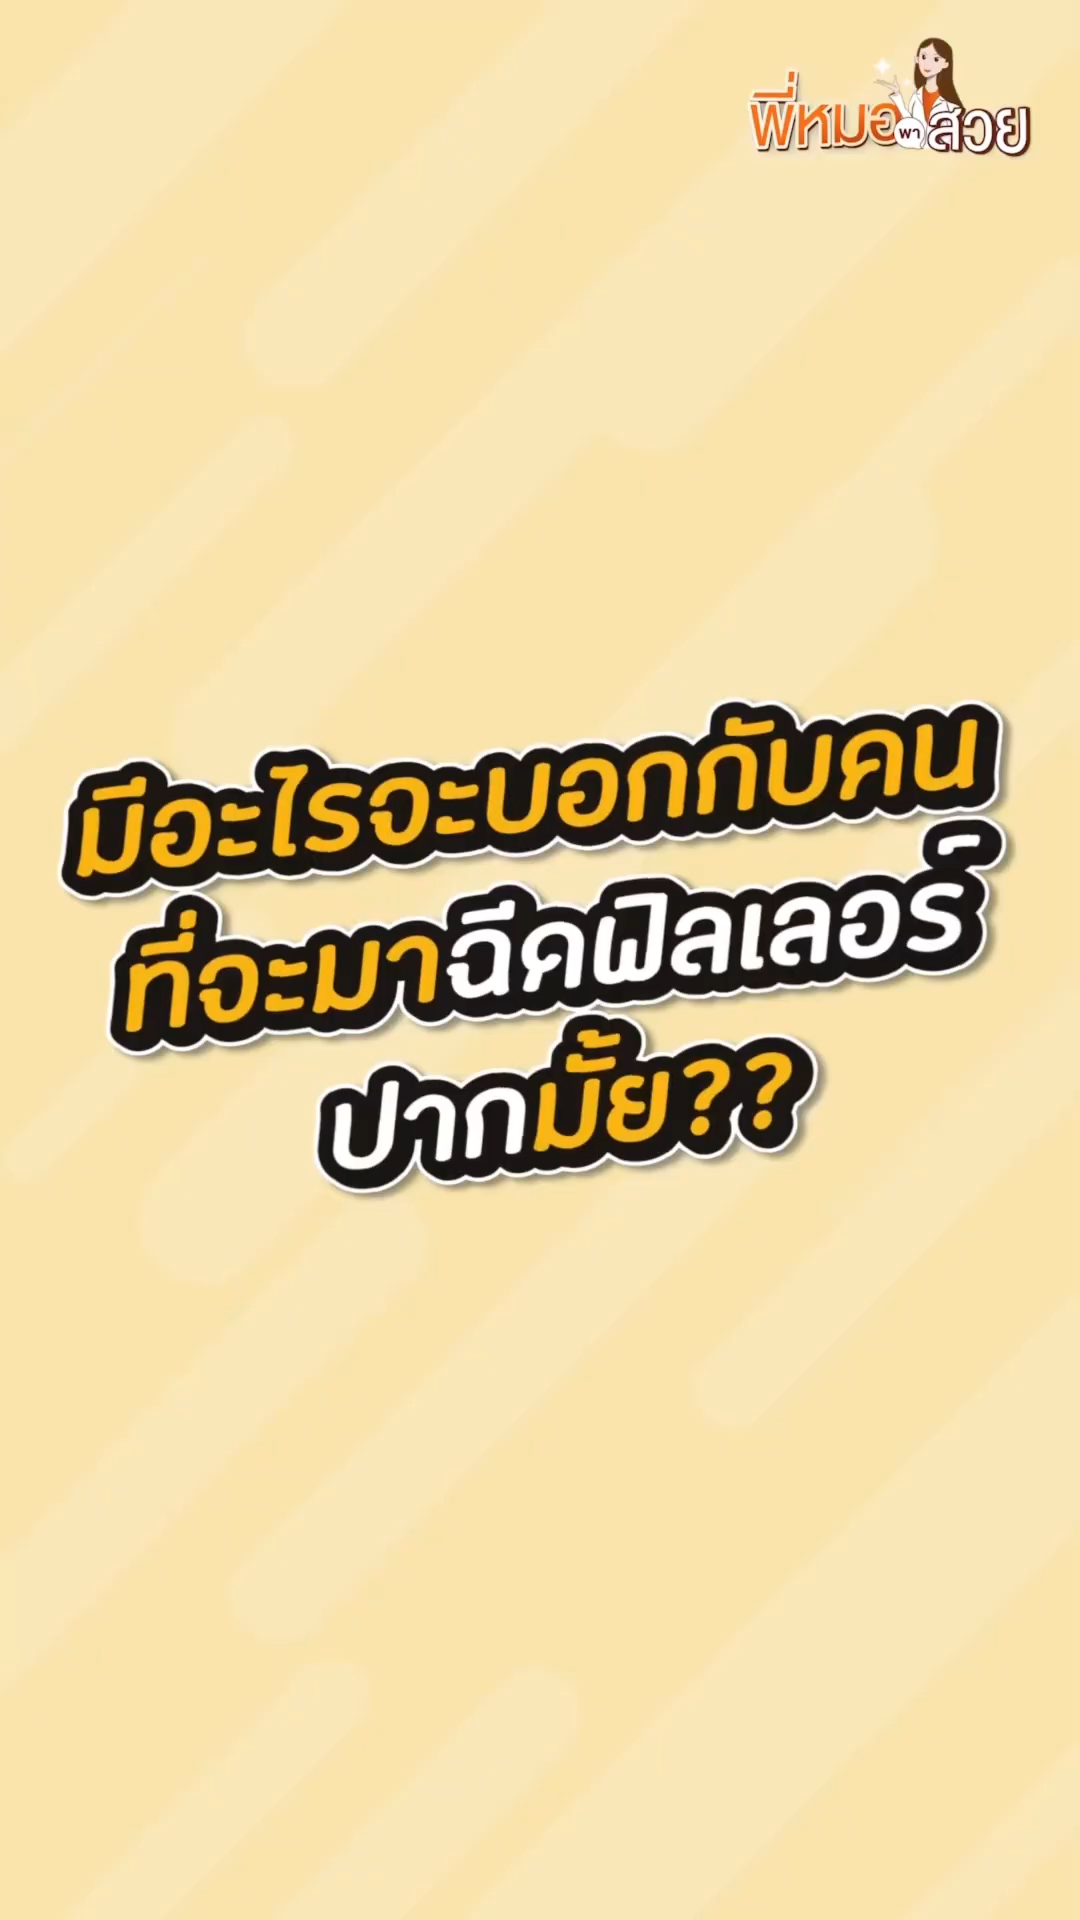 พี่หมอพาสวย
มีอะไรจะบอกกับคน
ที่จะมาฉีดฟิลเลอร์
ปากมั้ย??